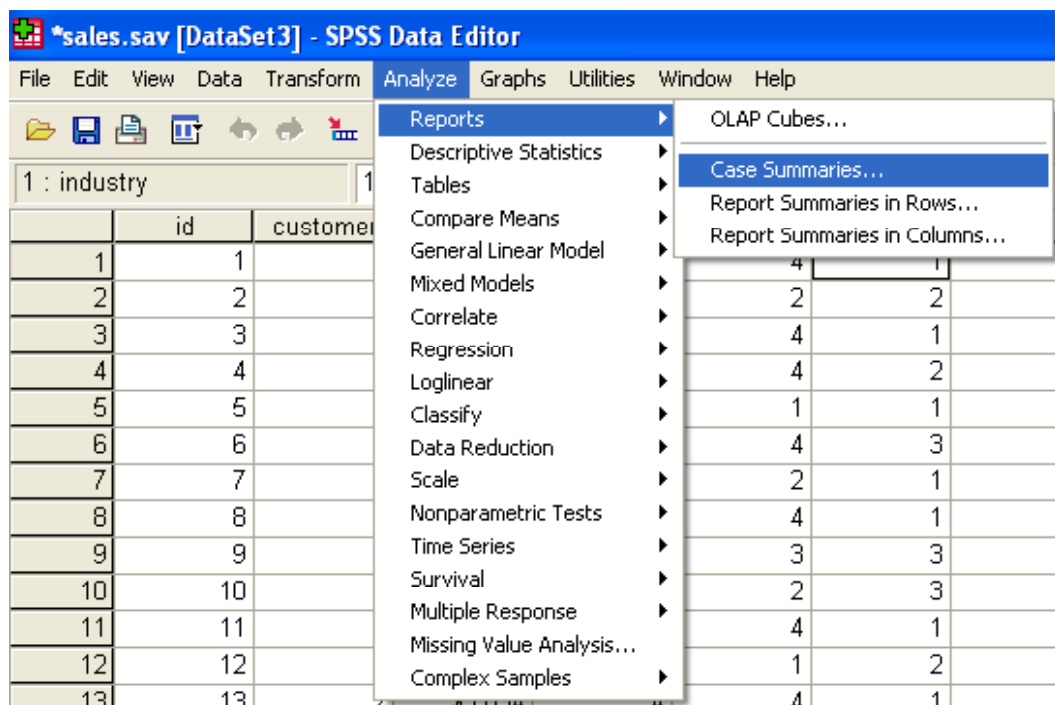 *sales.sav [DataSet3] - SPSS Data Editor
File Edit View Data Transform Analyze Graphs Utilities Window Help
1 : industry 1
id customer
Reports
Descriptive Statistics
Tables
Compare Means
General Linear Model
Mixed Models
Correlate
Regression
Loglinear
Classify
Data Reduction
Scale
Nonparametric Tests
Time Series
Survival
Multiple Response
Missing Value Analysis...
Complex Samples
OLAP Cubes...
Case Summaries...
Report Summaries in Rows...
Report Summaries in Columns...
1 1 4 1
2 2 2 2
3 3 4 1
4 4 4 2
5 5 1 1
6 6 4 3
7 7 2 1
8 8 4 1
9 9 3 3
10 10 2 3
11 11 4 1
12 12 1 2
13 13 4 1